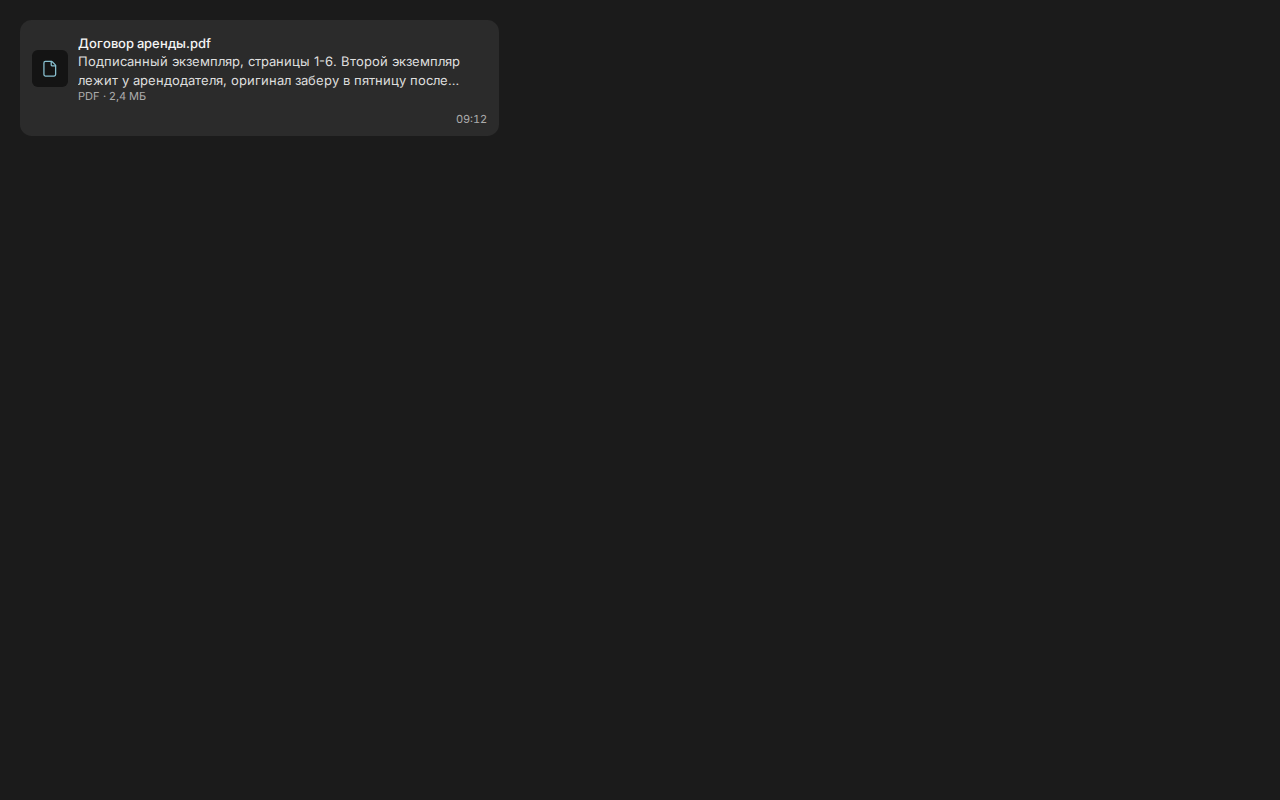 Договор аренды.pdf
Подписанный экземпляр, страницы 1-6. Второй экземпляр
лежит у арендодателя, оригинал заберу в пятницу после...
PDF · 2,4 МБ
09:12